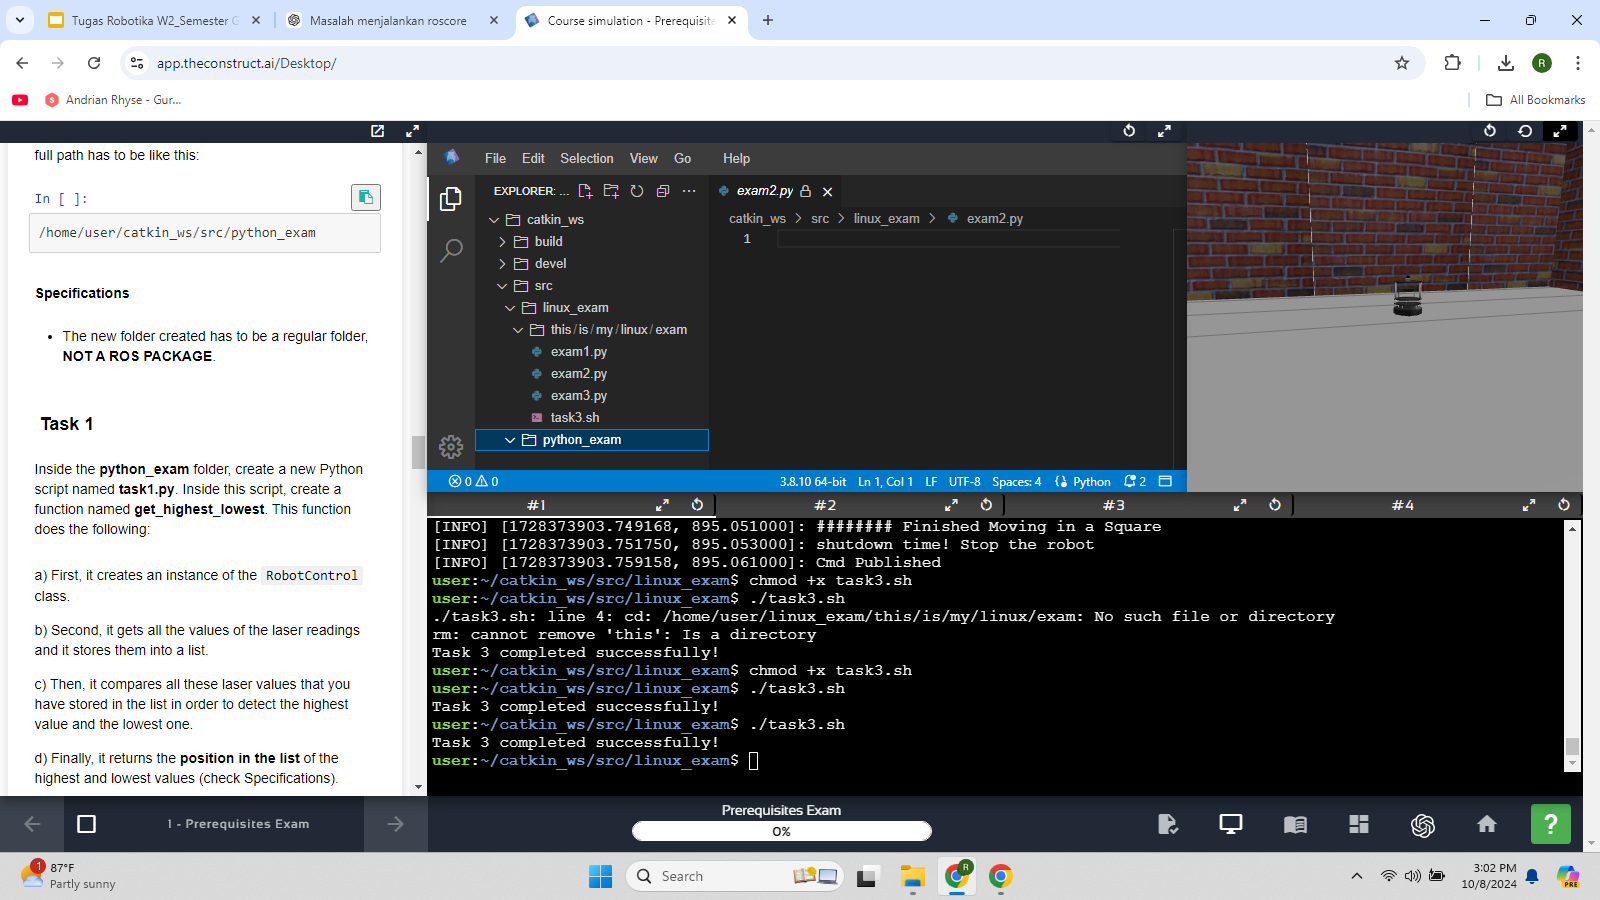 Tugas Robotika W2_Semester G
Masalah menjalankan roscore
Course simulation - Prerequisite
app.theconstruct.ai/Desktop/
R
Andrian Rhyse - Gur...
All Bookmarks
full path has to be like this:
In [ ]:
/home/user/catkin_ws/src/python_exam
Specifications
The new folder created has to be a regular folder,
NOT A ROS PACKAGE.
Task 1
Inside the python_exam folder, create a new Python
script named task1.py. Inside this script, create a
function named get_highest_lowest. This function
does the following:
a) First, it creates an instance of the RobotControl
class.
b) Second, it gets all the values of the laser readings
and it stores them into a list.
c) Then, it compares all these laser values that you
have stored in the list in order to detect the highest
value and the lowest one.
d) Finally, it returns the position in the list of the
highest and lowest values (check Specifications).
File Edit Selection View Go Help
EXPLORER: ...
catkin_ws
build
devel
src
linux_exam
this/is/my/linux/exam
exam1.py
exam2.py
exam3.py
task3.sh
python_exam
exam2.py
catkin_ws > src > linux_exam > exam2.py
1
0 0 3.8.10 64-bit Ln 1, Col 1 LF UTF-8 Spaces: 4 Python 2
#1 #2 #3 #4
[INFO] [1728373903.749168, 895.051000]: ######## Finished Moving in a Square
[INFO] [1728373903.751750, 895.053000]: shutdown time! Stop the robot
[INFO] [1728373903.759158, 895.061000]: Cmd Published
user:~/catkin_ws/src/linux_exam$ chmod +x task3.sh
user:~/catkin_ws/src/linux_exam$ ./task3.sh
./task3.sh: line 4: cd: /home/user/linux_exam/this/is/my/linux/exam: No such file or directory
rm: cannot remove 'this': Is a directory
Task 3 completed successfully!
user:~/catkin_ws/src/linux_exam$ chmod +x task3.sh
user:~/catkin_ws/src/linux_exam$ ./task3.sh
Task 3 completed successfully!
user:~/catkin_ws/src/linux_exam$ ./task3.sh
Task 3 completed successfully!
user:~/catkin_ws/src/linux_exam$
1 - Prerequisites Exam
Prerequisites Exam
0%
?
1
87°F
Partly sunny
Search
R
3:02 PM
10/8/2024
PRE